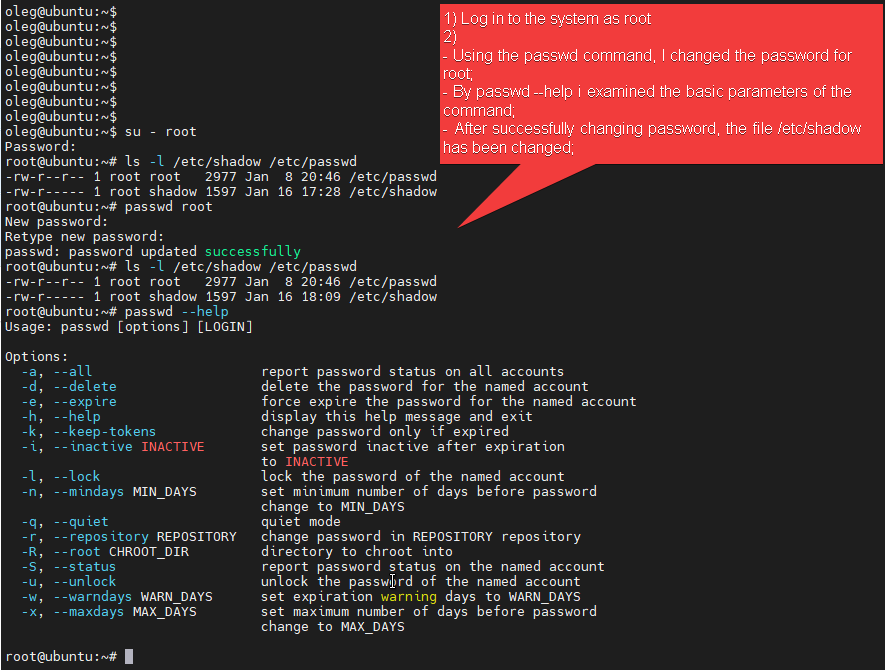 oleg@ubuntu:~$
oleg@ubuntu:~$
oleg@ubuntu:~$
oleg@ubuntu:~$
oleg@ubuntu:~$
oleg@ubuntu:~$
oleg@ubuntu:~$
oleg@ubuntu:~$
oleg@ubuntu:~$ su - root
Password:
root@ubuntu:~# ls -l /etc/shadow /etc/passwd
-rw-r--r-- 1 root root   2977 Jan  8 20:46 /etc/passwd
-rw-r----- 1 root shadow 1597 Jan 16 17:28 /etc/shadow
root@ubuntu:~# passwd root
New password:
Retype new password:
passwd: password updated successfully
root@ubuntu:~# ls -l /etc/shadow /etc/passwd
-rw-r--r-- 1 root root   2977 Jan  8 20:46 /etc/passwd
-rw-r----- 1 root shadow 1597 Jan 16 18:09 /etc/shadow
root@ubuntu:~# passwd --help
Usage: passwd [options] [LOGIN]
Options:
  -a, --all                     report password status on all accounts
  -d, --delete                  delete the password for the named account
  -e, --expire                  force expire the password for the named account
  -h, --help                    display this help message and exit
  -k, --keep-tokens             change password only if expired
  -i, --inactive INACTIVE       set password inactive after expiration
                                to INACTIVE
  -l, --lock                    lock the password of the named account
  -n, --mindays MIN_DAYS        set minimum number of days before password
                                change to MIN_DAYS
  -q, --quiet                   quiet mode
  -r, --repository REPOSITORY   change password in REPOSITORY repository
  -R, --root CHROOT_DIR         directory to chroot into
  -S, --status                  report password status on the named account
  -u, --unlock                  unlock the password of the named account
  -w, --warndays WARN_DAYS      set expiration warning days to WARN_DAYS
  -x, --maxdays MAX_DAYS        set maximum number of days before password
                                change to MAX_DAYS
root@ubuntu:~#
1) Log in to the system as root
2)
- Using the passwd command, I changed the password for
root;
- By passwd --help i examined the basic parameters of the
command;
- After successfully changing password, the file /etc/shadow
has been changed;